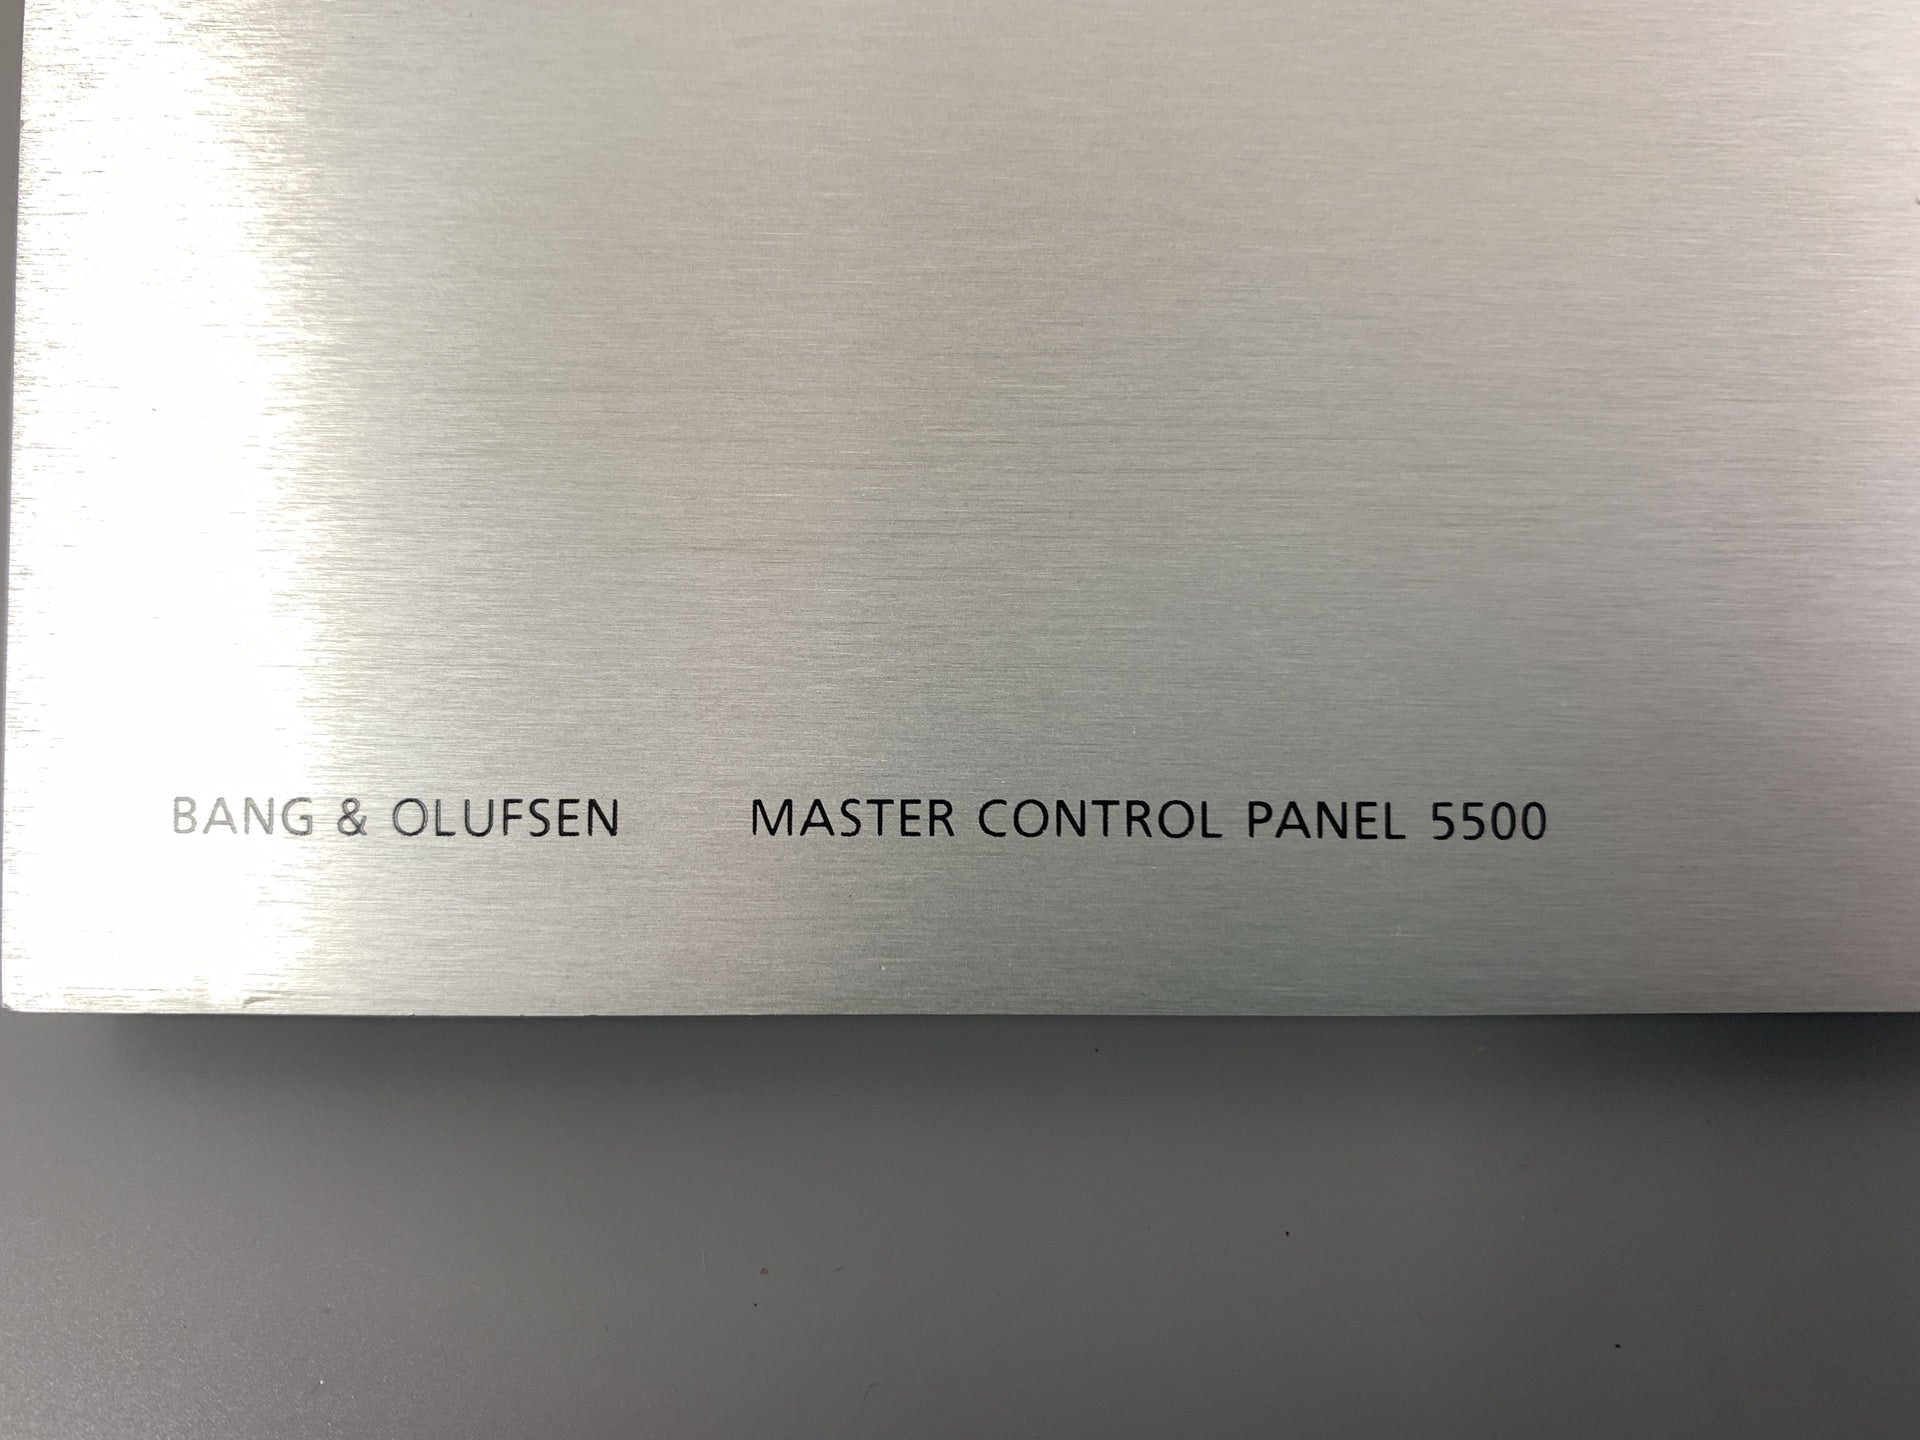 BANG & OLUFSEN MASTER CONTROL PANEL 5500